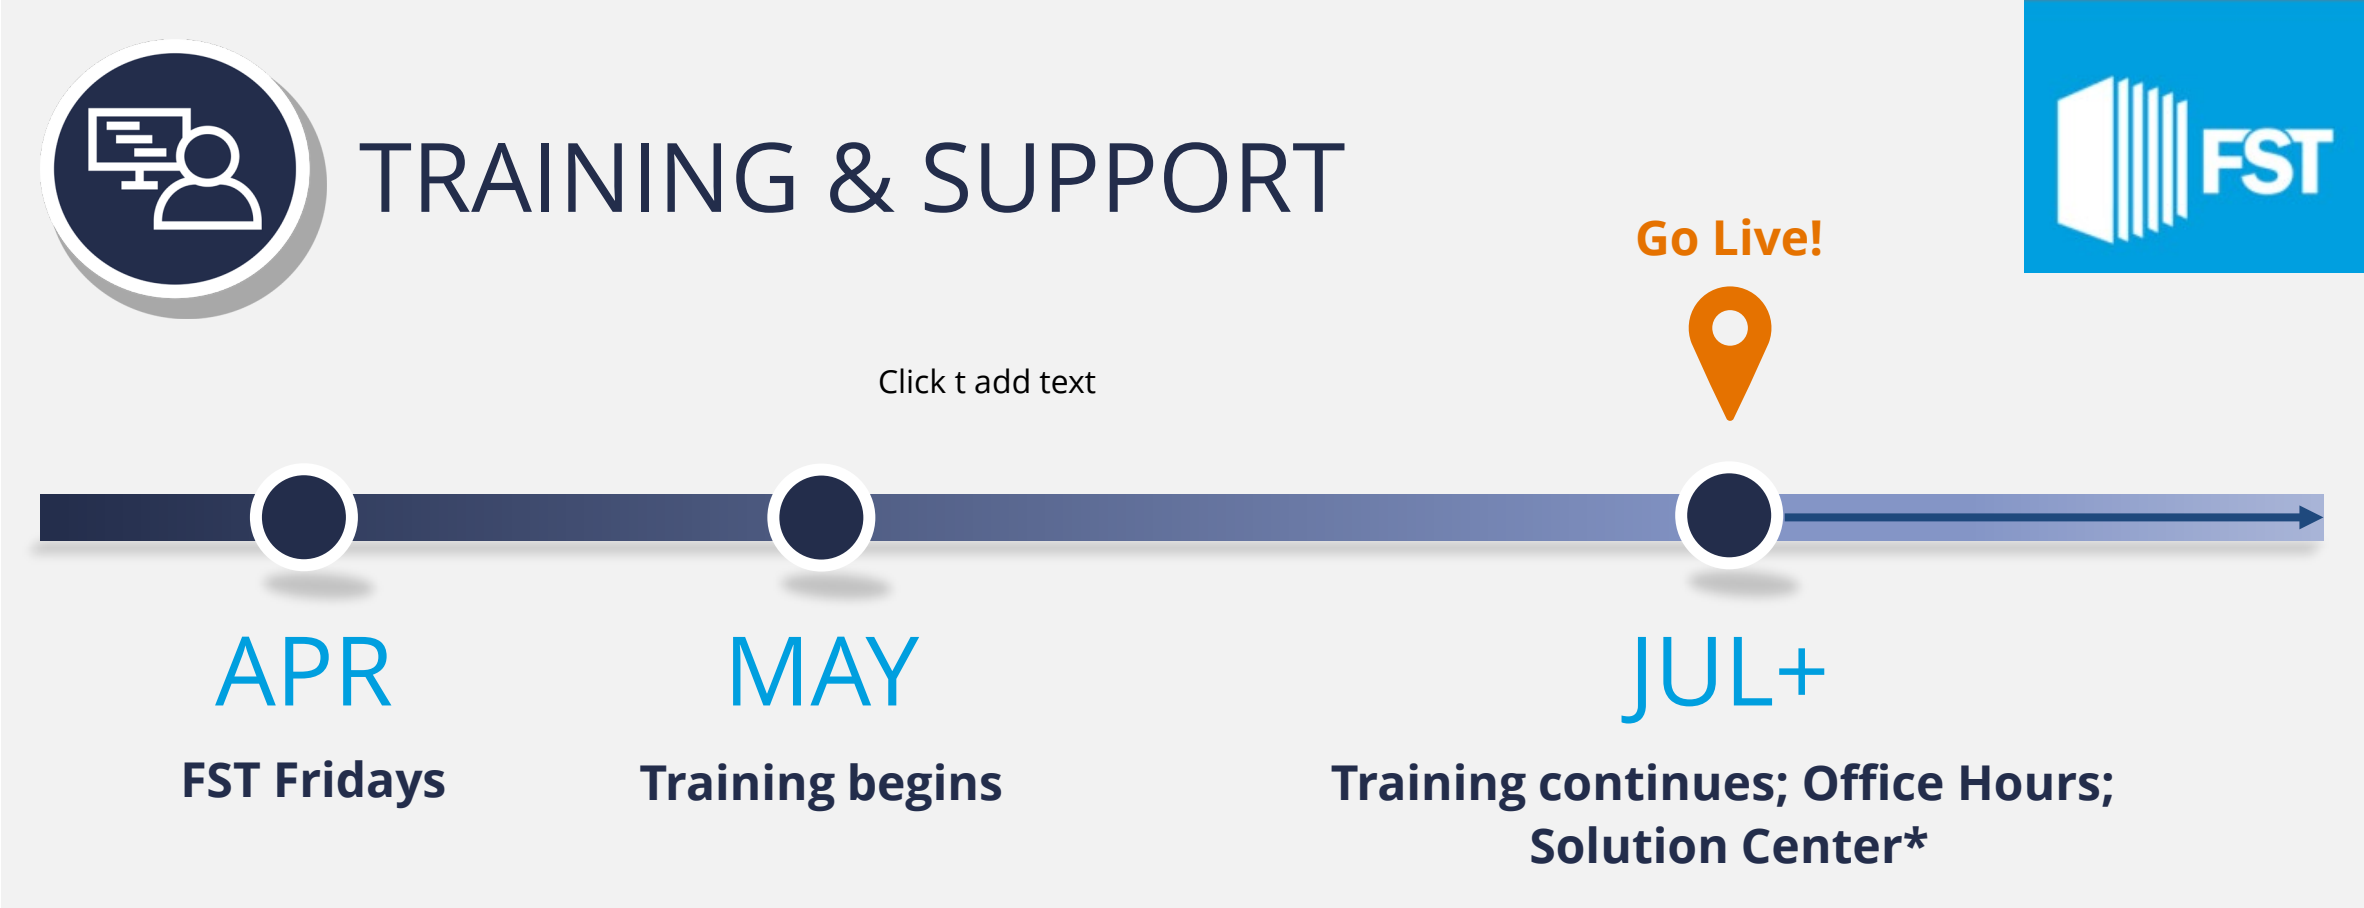 TRAINING & SUPPORT
FST
Go Live!
Click t add text
APR
MAY
JUL+
FST Fridays
Training begins
Training continues; Office Hours;
Solution Center*